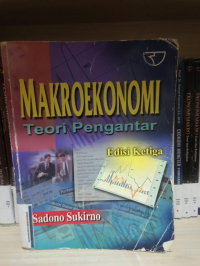 MAKROEKONOMI
Teori Pengantar
Edisi Ketiga
Sadono Sukirno